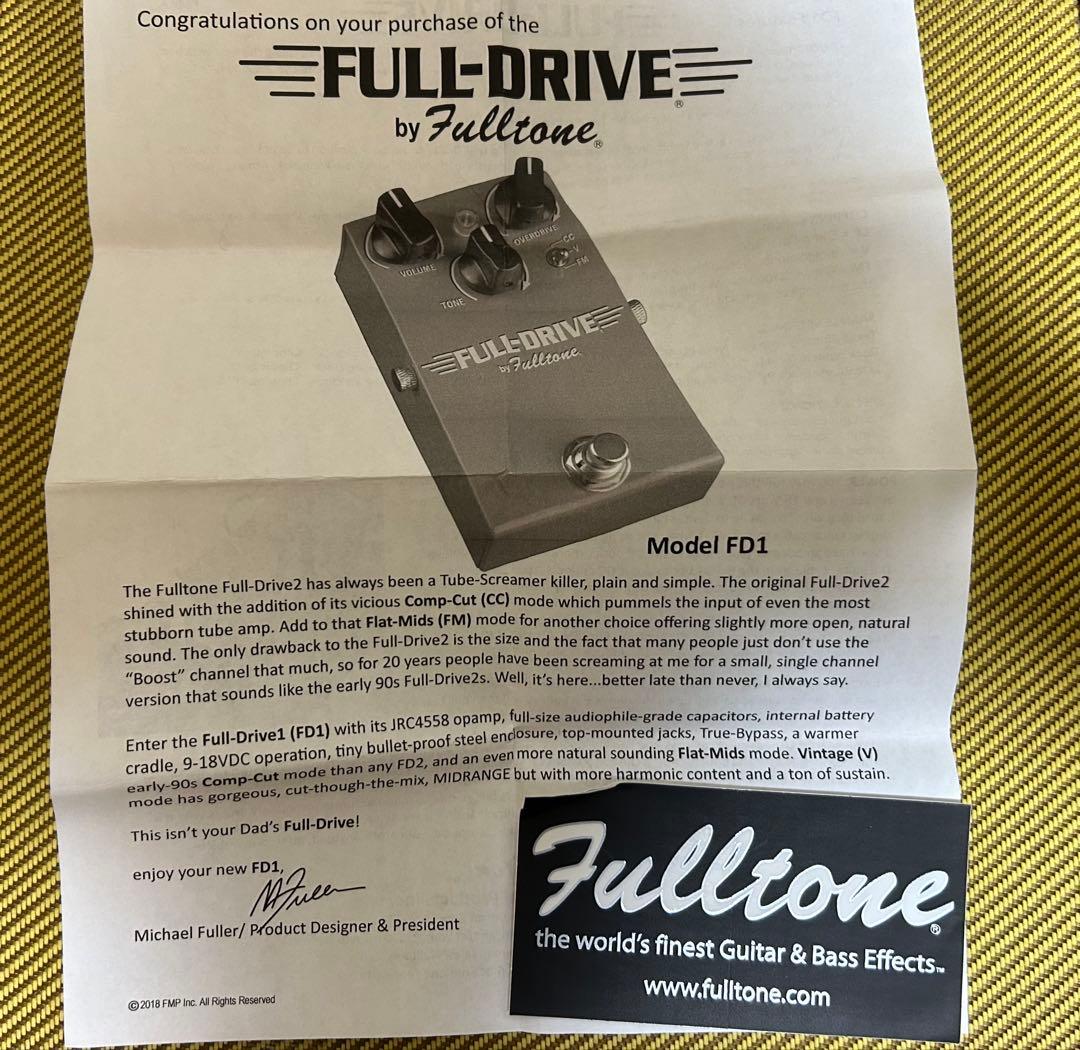 Congratulations on your purchase of the
FULL-DRIVE®
by Fulltone®
VOLUME
OVERDRIVE
TONE
CC
V
FM
FULL-DRIVE
by Fulltone
Model FD1
The Fulltone Full-Drive2 has always been a Tube-Screamer killer, plain and simple. The original Full-Drive2
shined with the addition of its vicious Comp-Cut (CC) mode which pummels the input of even the most
stubborn tube amp. Add to that Flat-Mids (FM) mode for another choice offering slightly more open, natural
sound. The only drawback to the Full-Drive2 is the size and the fact that many people just don't use the
“Boost” channel that much, so for 20 years people have been screaming at me for a small, single channel
version that sounds like the early 90s Full-Drive2s. Well, it's here...better late than never, I always say.
Enter the Full-Drive1 (FD1) with its JRC4558 opamp, full-size audiophile-grade capacitors, internal battery
cradle, 9-18VDC operation, tiny bullet-proof steel enclosure, top-mounted jacks, True-Bypass, a warmer
early-90s Comp-Cut mode than any FD2, and an even more natural sounding Flat-Mids mode. Vintage (V)
mode has gorgeous, cut-though-the-mix, MIDRANGE but with more harmonic content and a ton of sustain.
This isn't your Dad's Full-Drive!
enjoy your new FD1,
MFuller
Michael Fuller/ Product Designer & President
©2018 FMP Inc. All Rights Reserved
Fulltone®
the world's finest Guitar & Bass Effects™
www.fulltone.com